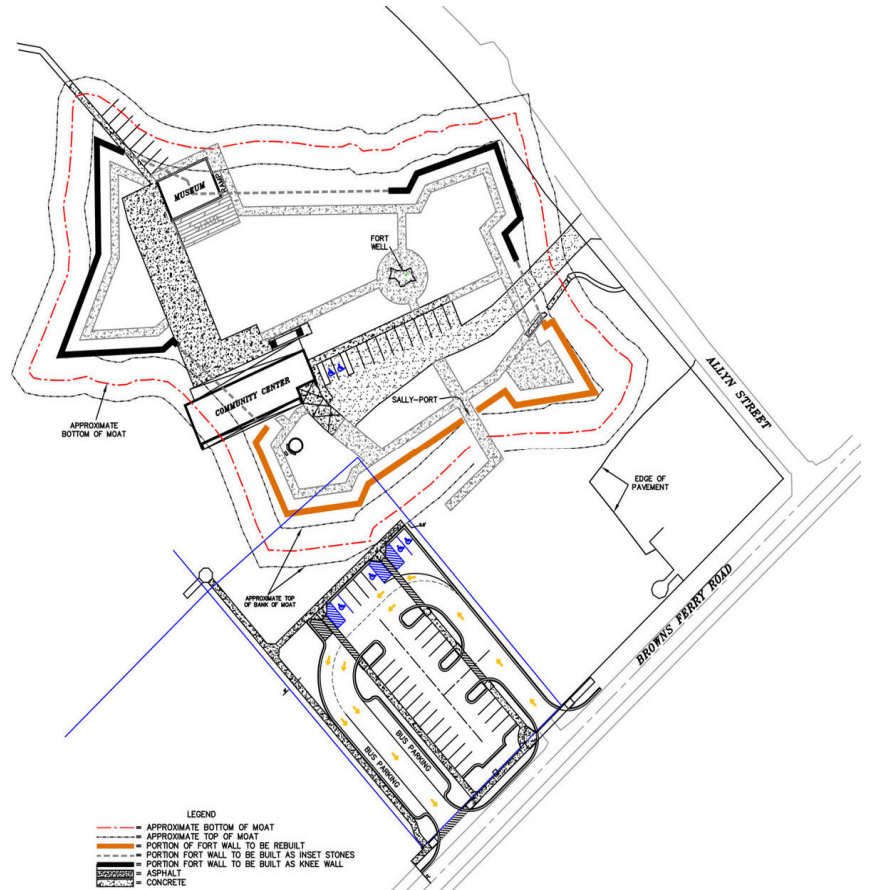 MUSEUM
RAMP
FORT
WELL
COMMUNITY CENTER
SALLY-PORT
APPROXIMATE
BOTTOM OF MOAT
ALLYN STREET
EDGE OF
PAVEMENT
APPROXIMATE TOP
OF BANK OF MOAT
BROWNS FERRY ROAD
BUS PARKING
BUS PARKING
LEGEND
= APPROXIMATE BOTTOM OF MOAT
= APPROXIMATE TOP OF MOAT
= PORTION OF FORT WALL TO BE REBUILT
= PORTION FORT WALL TO BE BUILT AS INSET STONES
= PORTION FORT WALL TO BE BUILT AS KNEE WALL
= ASPHALT
= CONCRETE